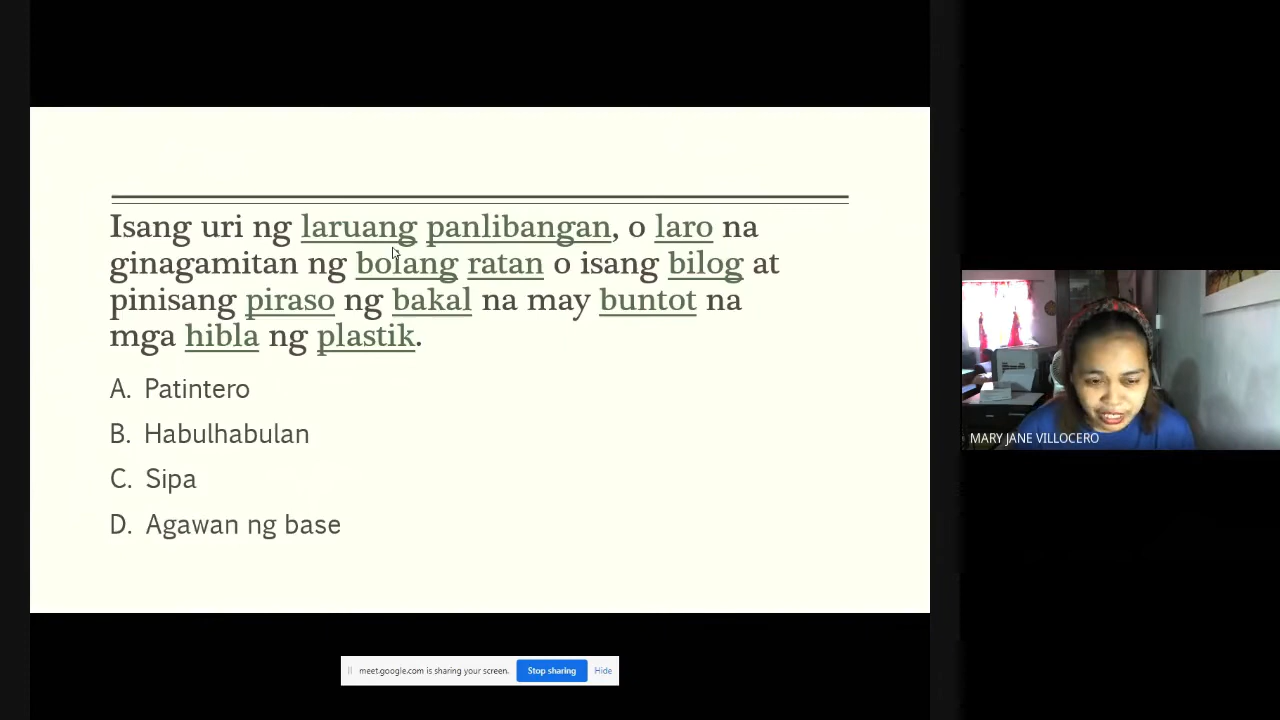 Isang uri ng laruang panlibangan, o laro na
ginagamitan ng bolang ratan o isang bilog at
pinisang piraso ng bakal na may buntot na
mga hibla ng plastik.
A. Patintero
B. Habulhabulan
C. Sipa
D. Agawan ng base
MARY JANE VILLOCERO
meet.google.com is sharing your screen. Stop sharing Hide